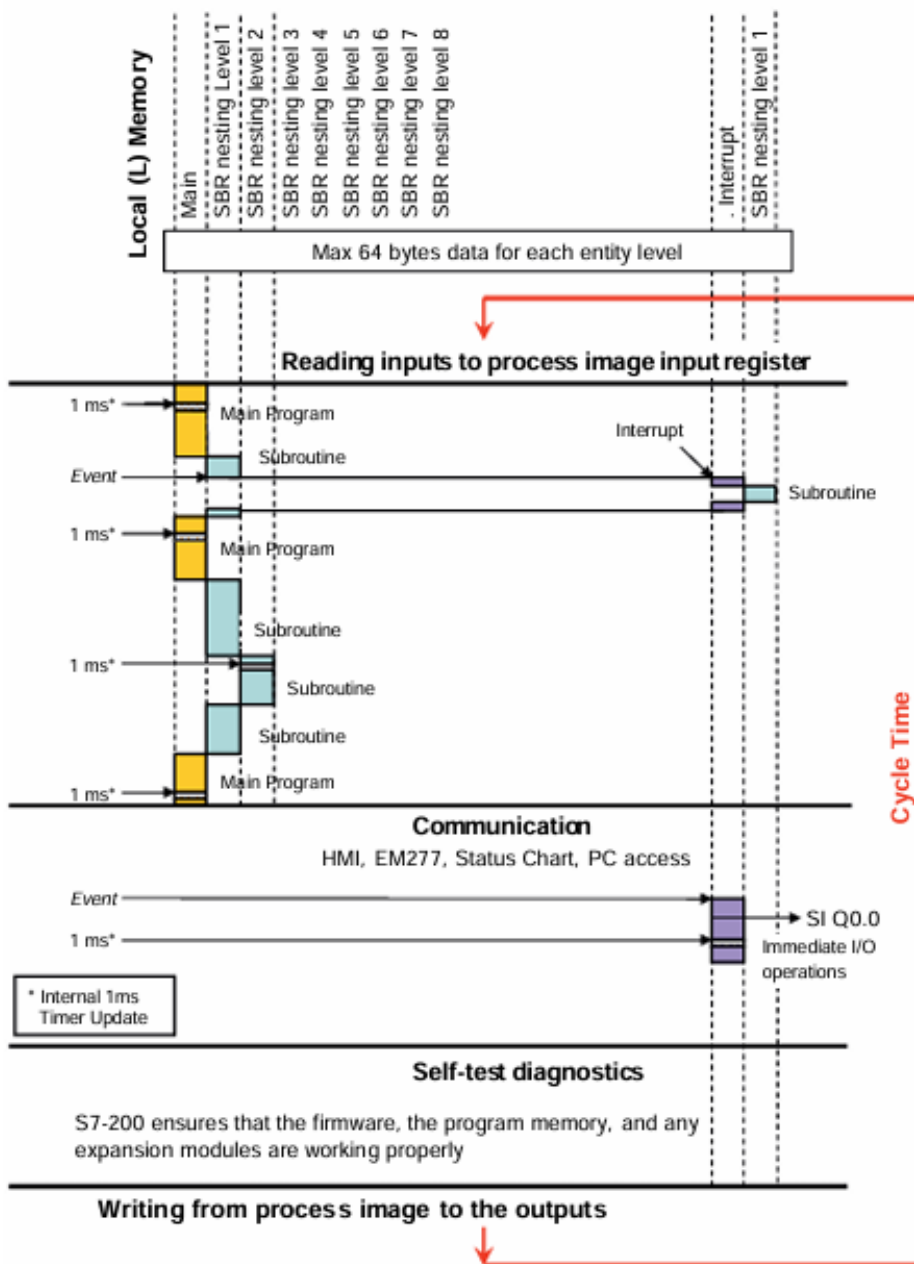 Local (L) Memory
Main
SBR nesting Level 1
SBR nesting level 2
SBR nesting level 3
SBR nesting level 4
SBR nesting level 5
SBR nesting level 6
SBR nesting level 7
SBR nesting level 8
. Interrupt
SBR nesting level 1
Max 64 bytes data for each entity level
Reading inputs to process image input register
1 ms*
Main Program
Interrupt
Subroutine
Event
Subroutine
1 ms*
Main Program
Subroutine
1 ms*
Subroutine
Subroutine
Main Program
1 ms*
Cycle Time
Communication
HMI, EM277, Status Chart, PC access
Event
SI Q0.0
1 ms*
Immediate I/O
operations
* Internal 1ms
Timer Update
Self-test diagnostics
S7-200 ensures that the firmware, the program memory, and any
expansion modules are working properly
Writing from process image to the outputs